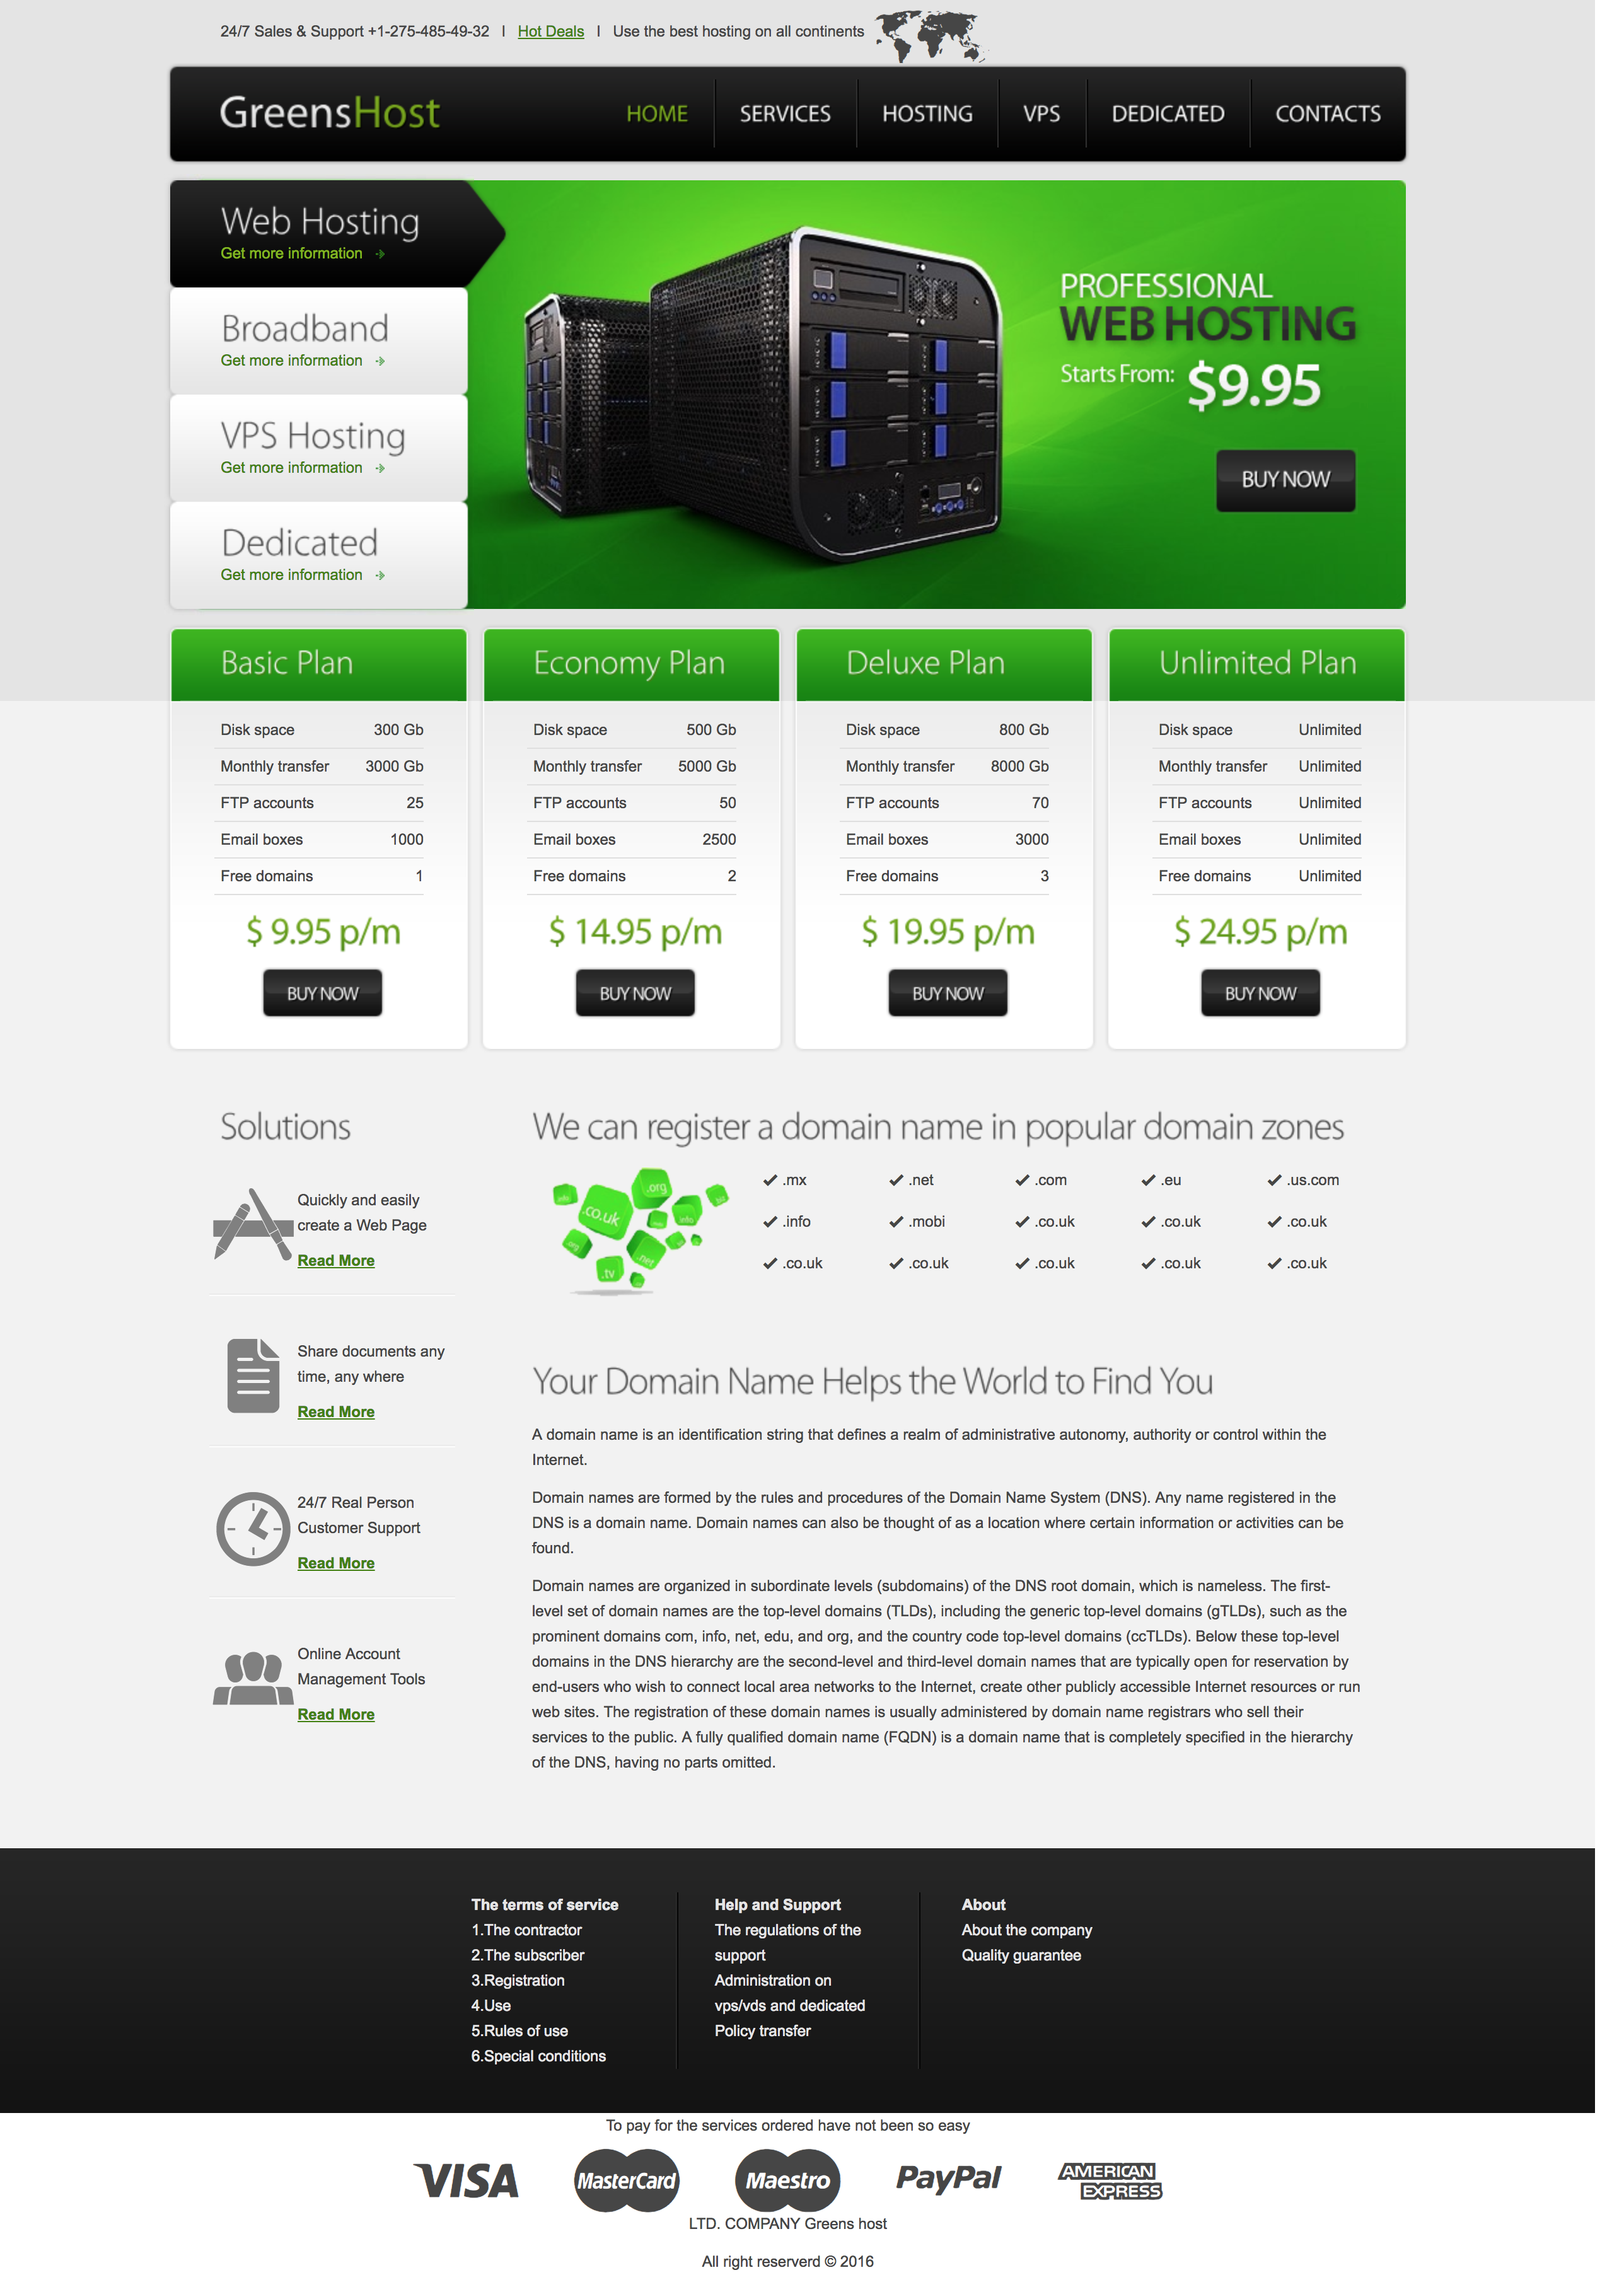 24/7 Sales & Support +1-275-485-49-32 | Hot Deals | Use the best hosting on all continents
GreensHost
HOME SERVICES HOSTING VPS DEDICATED CONTACTS
Web Hosting
Get more information
Broadband
Get more information
VPS Hosting
Get more information
Dedicated
Get more information
PROFESSIONAL
WEB HOSTING
Starts From: $9.95
BUY NOW
Basic Plan
Disk space 300 Gb
Monthly transfer 3000 Gb
FTP accounts 25
Email boxes 1000
Free domains 1
$ 9.95 p/m
BUY NOW
Economy Plan
Disk space 500 Gb
Monthly transfer 5000 Gb
FTP accounts 50
Email boxes 2500
Free domains 2
$ 14.95 p/m
BUY NOW
Deluxe Plan
Disk space 800 Gb
Monthly transfer 8000 Gb
FTP accounts 70
Email boxes 3000
Free domains 3
$ 19.95 p/m
BUY NOW
Unlimited Plan
Disk space Unlimited
Monthly transfer Unlimited
FTP accounts Unlimited
Email boxes Unlimited
Free domains Unlimited
$ 24.95 p/m
BUY NOW
Solutions
Quickly and easily
create a Web Page
Read More
Share documents any
time, any where
Read More
24/7 Real Person
Customer Support
Read More
Online Account
Management Tools
Read More
We can register a domain name in popular domain zones
.org
.co.uk
info
.org
.net
.tv
.mx .net .com .eu .us.com
.info .mobi .co.uk .co.uk .co.uk
.co.uk .co.uk .co.uk .co.uk .co.uk
Your Domain Name Helps the World to Find You
A domain name is an identification string that defines a realm of administrative autonomy, authority or control within the
Internet.
Domain names are formed by the rules and procedures of the Domain Name System (DNS). Any name registered in the
DNS is a domain name. Domain names can also be thought of as a location where certain information or activities can be
found.
Domain names are organized in subordinate levels (subdomains) of the DNS root domain, which is nameless. The first-
level set of domain names are the top-level domains (TLDs), including the generic top-level domains (gTLDs), such as the
prominent domains com, info, net, edu, and org, and the country code top-level domains (ccTLDs). Below these top-level
domains in the DNS hierarchy are the second-level and third-level domain names that are typically open for reservation by
end-users who wish to connect local area networks to the Internet, create other publicly accessible Internet resources or run
web sites. The registration of these domain names is usually administered by domain name registrars who sell their
services to the public. A fully qualified domain name (FQDN) is a domain name that is completely specified in the hierarchy
of the DNS, having no parts omitted.
The terms of service
1.The contractor
2.The subscriber
3.Registration
4.Use
5.Rules of use
6.Special conditions
Help and Support
The regulations of the
support
Administration on
vps/vds and dedicated
Policy transfer
About
About the company
Quality guarantee
To pay for the services ordered have not been so easy
VISA MasterCard Maestro PayPal AMERICAN EXPRESS
LTD. COMPANY Greens host
All right reserverd © 2016